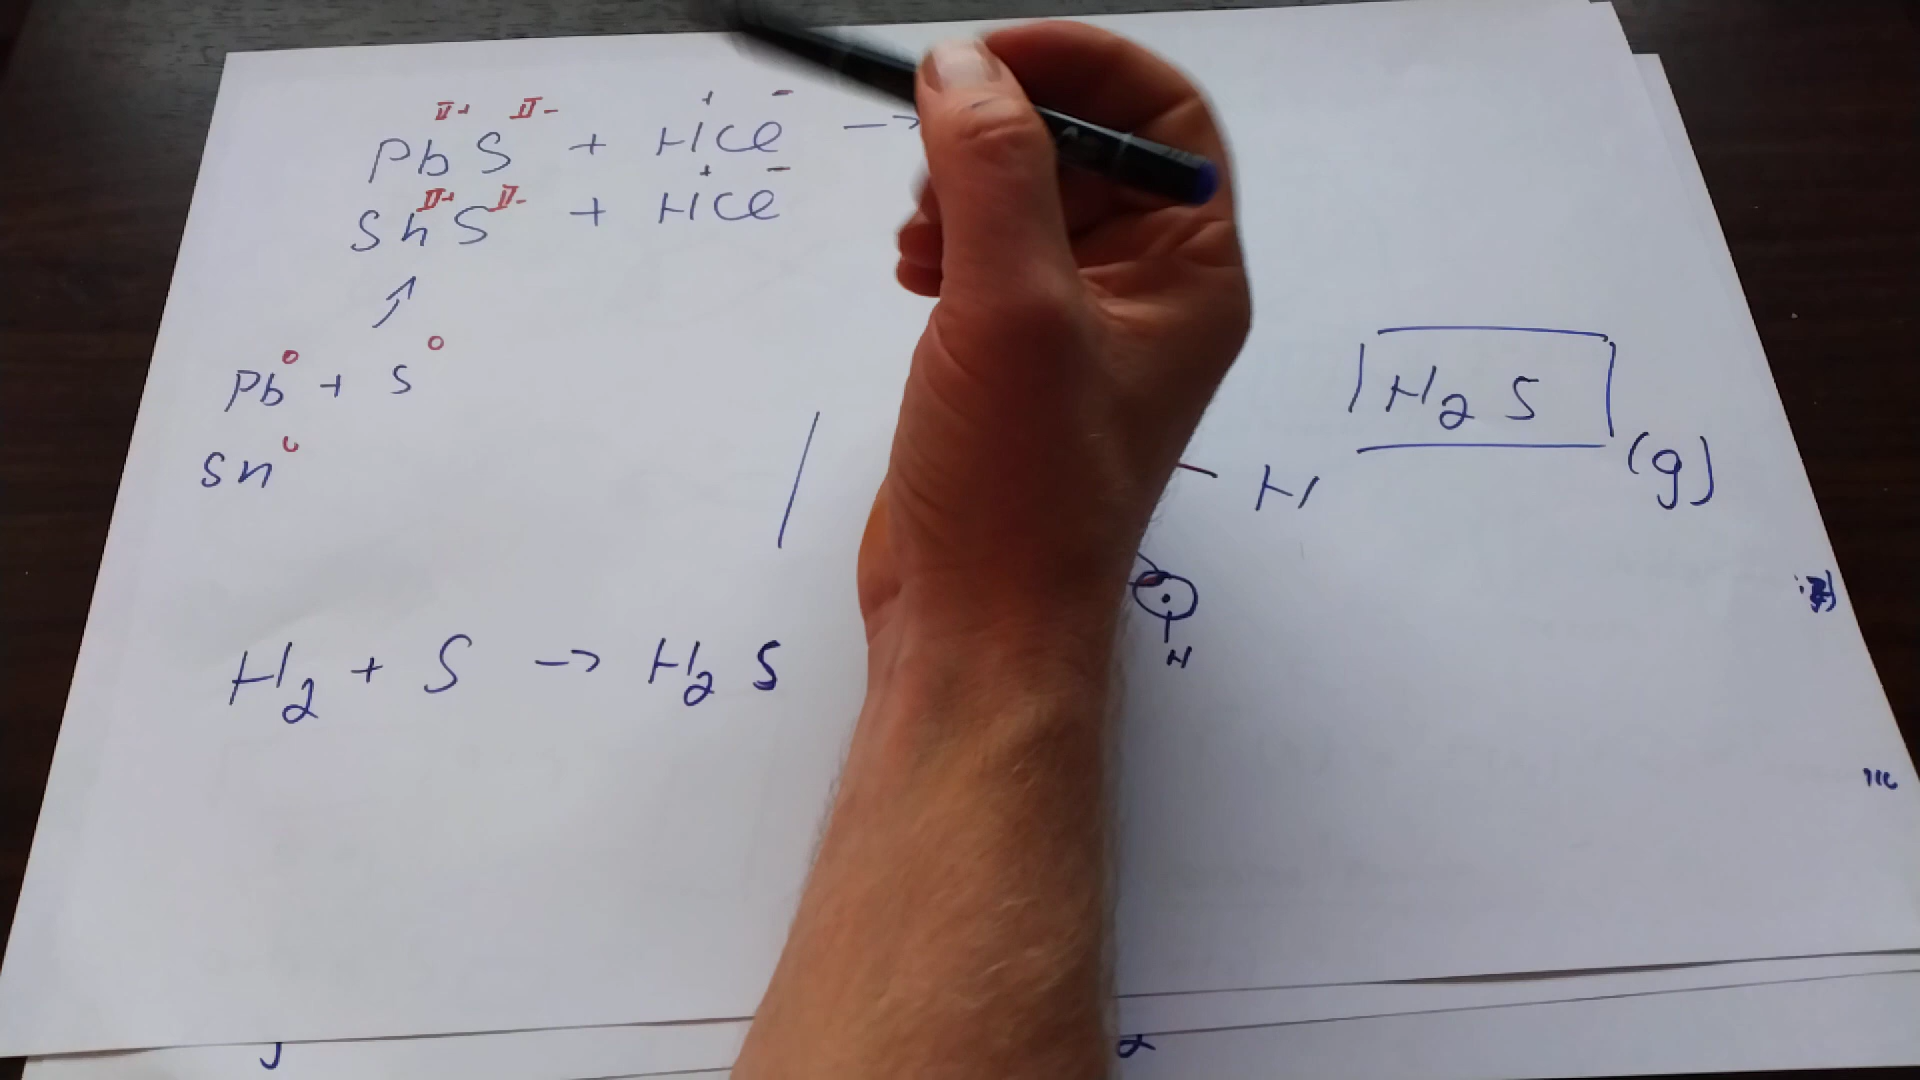 II+ II- + -
PbS + HCl →
II+ II- + -
SnS + HCl
↗
Pb⁰ + S⁰
Sn⁰
H₂S
(g)
H
H
H₂ + S → H₂S